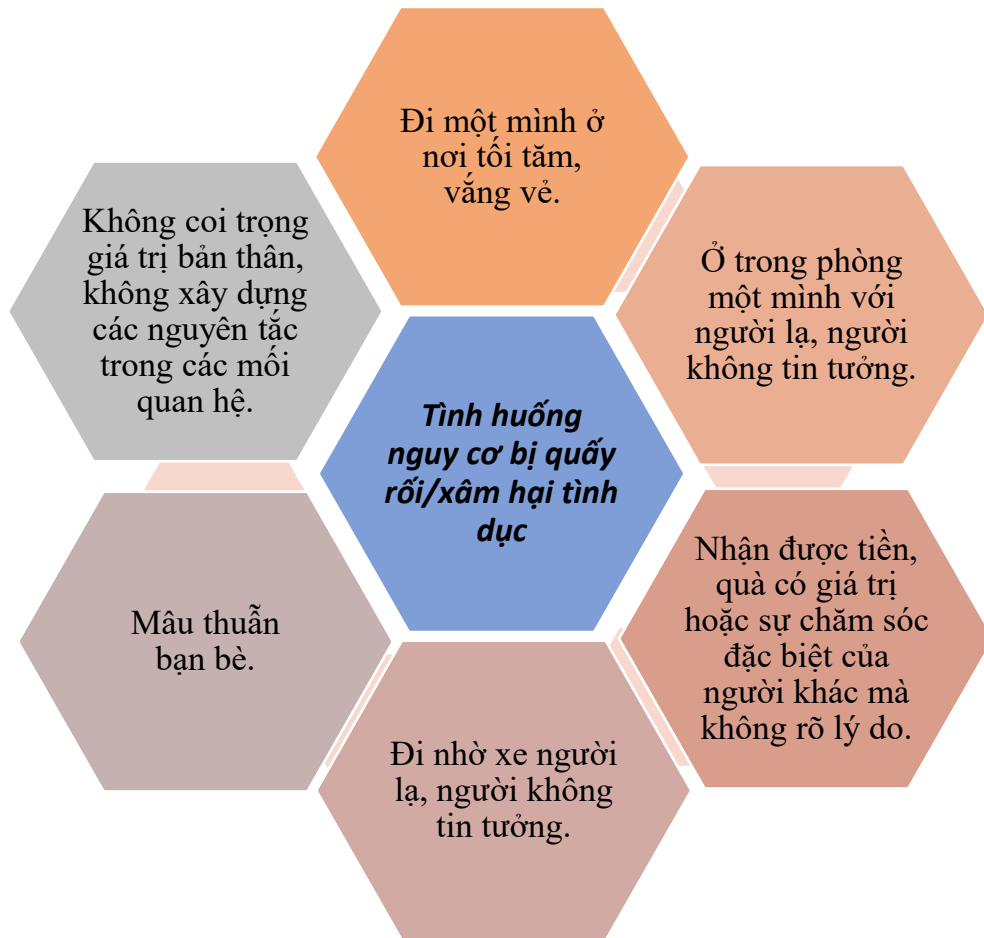 Đi một mình ở
nơi tối tăm,
vắng vẻ.
Ở trong phòng
một mình với
người lạ, người
không tin tưởng.
Nhận được tiền,
quà có giá trị
hoặc sự chăm sóc
đặc biệt của
người khác mà
không rõ lý do.
Đi nhờ xe người
lạ, người không
tin tưởng.
Mâu thuẫn
bạn bè.
Không coi trọng
giá trị bản thân,
không xây dựng
các nguyên tắc
trong các mối
quan hệ.
Tình huống
nguy cơ bị quấy
rối/xâm hại tình
dục